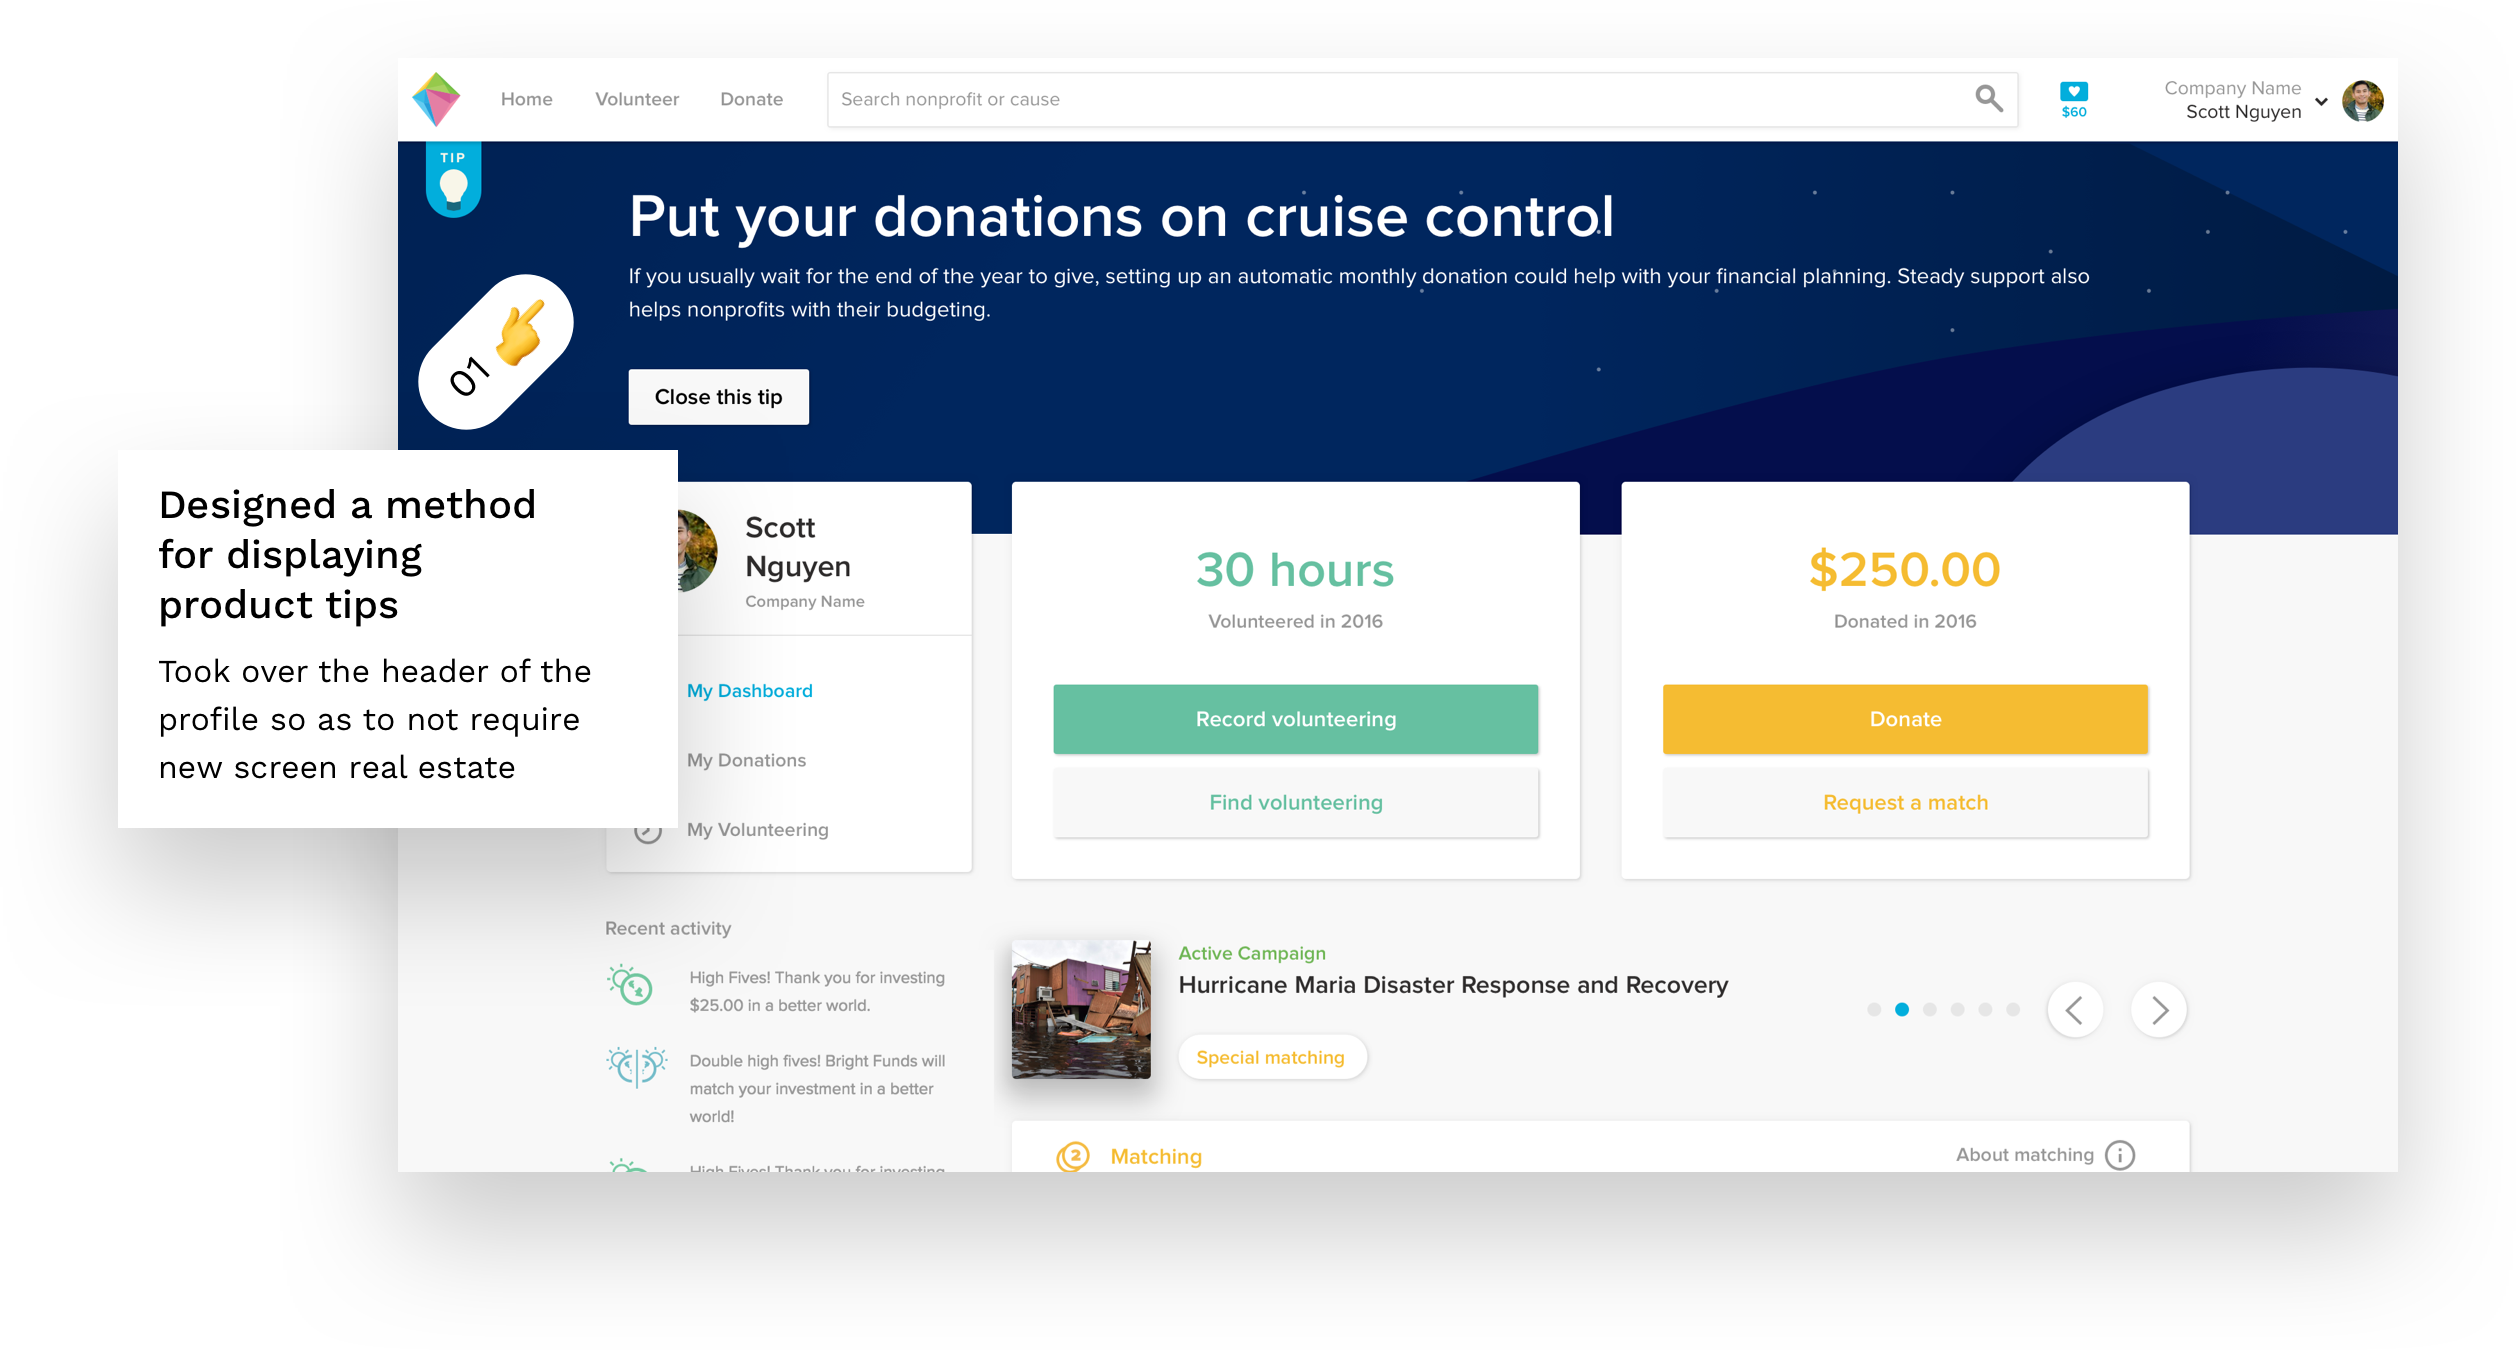 Home
Volunteer
Donate
Search nonprofit or cause
$60
Company Name
Scott Nguyen
TIP
Put your donations on cruise control
If you usually wait for the end of the year to give, setting up an automatic monthly donation could help with your financial planning. Steady support also
helps nonprofits with their budgeting.
01
Close this tip
Designed a method
for displaying
product tips
Took over the header of the
profile so as to not require
new screen real estate
Scott
Nguyen
Company Name
My Dashboard
My Donations
My Volunteering
30 hours
Volunteered in 2016
Record volunteering
Find volunteering
$250.00
Donated in 2016
Donate
Request a match
Recent activity
High Fives! Thank you for investing
$25.00 in a better world.
Double high fives! Bright Funds will
match your investment in a better
world!
High Fives! Thank you for investing
Active Campaign
Hurricane Maria Disaster Response and Recovery
Special matching
2
Matching
About matching
i